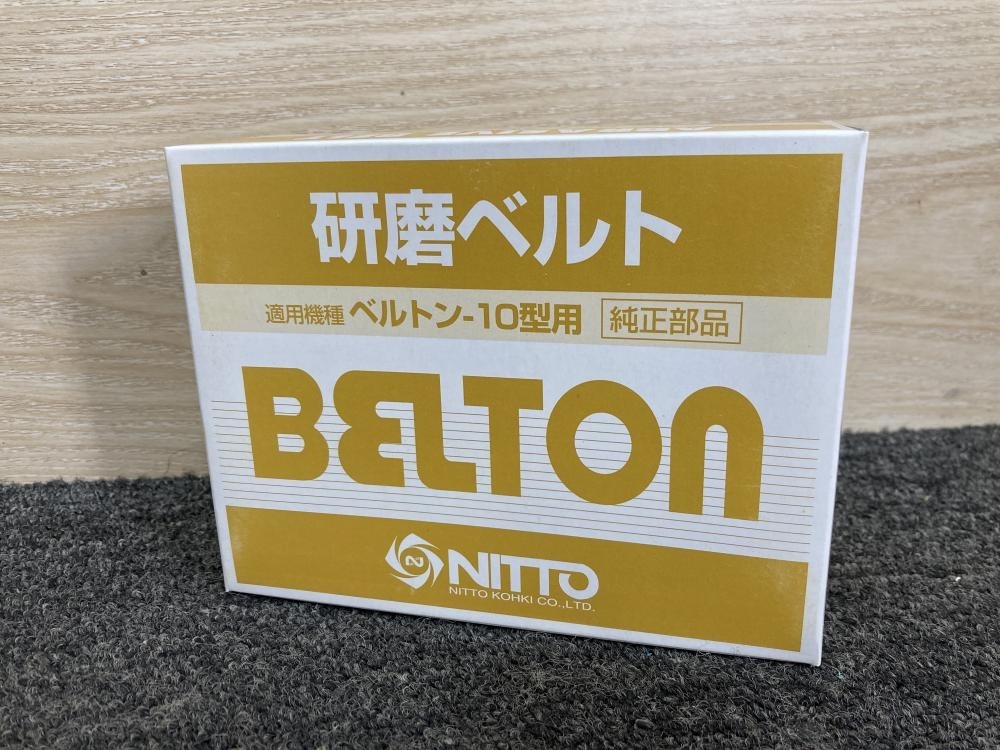 研磨ベルト
適用機種 ベルトン-10型用 純正部品
BELTON
N NITTO
NITTO KOHKI CO.,LTD.